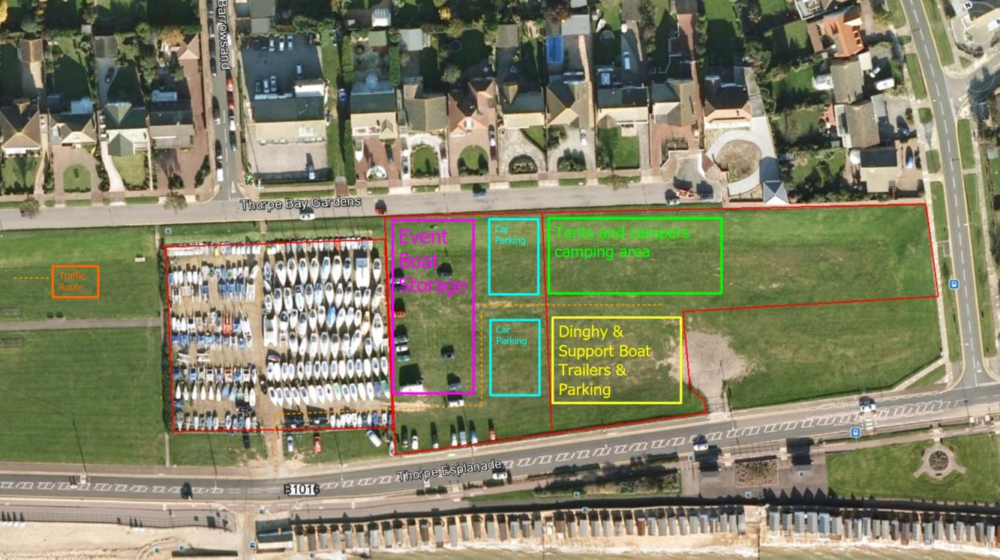 Barrowsand
Thorpe Bay Gardens
Traffic
Route
Event
Boat
Storage
Car
Parking
Tents and campers
camping area
Car
Parking
Dinghy &
Support Boat
Trailers &
Parking
Thorpe Esplanade
B1016
N